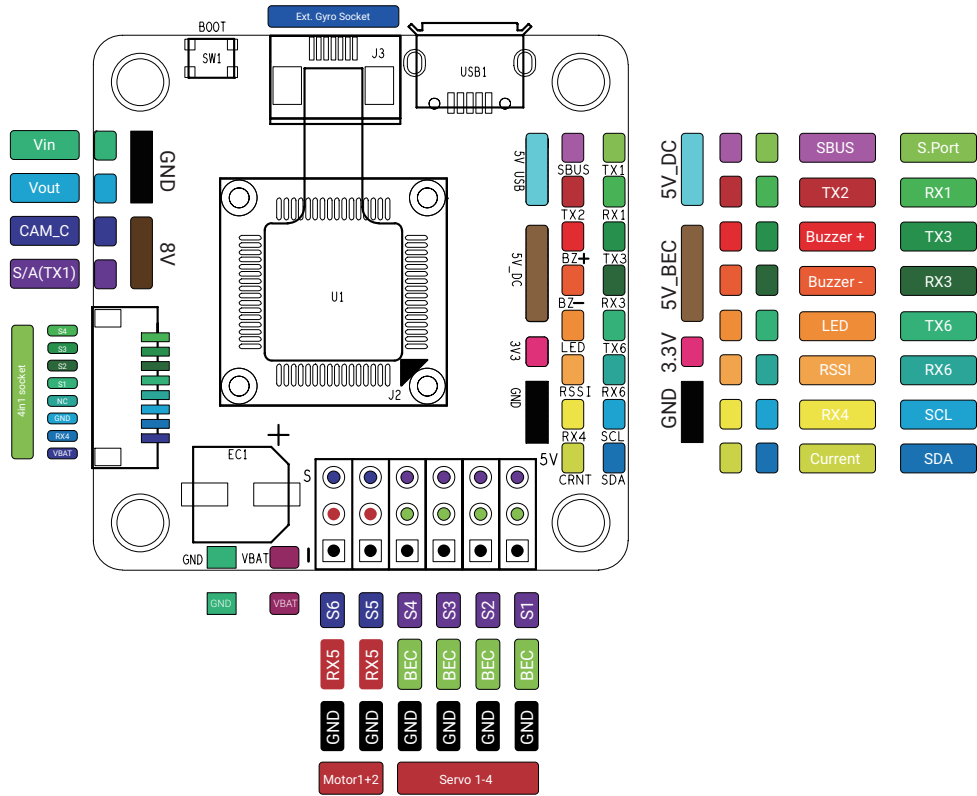 Ext. Gyro Socket
BOOT
SW1
J3
USB1
Vin
Vout
CAM_C
S/A(TX1)
GND
8V
4in1 socket
S4
S3
S2
S1
NC
GND
RX4
VBAT
U1
J2
5V USB
5V_DC
3V3
GND
5V
SBUS TX1
TX2 RX1
BZ+ TX3
BZ- RX3
LED TX6
RSSI RX6
RX4 SCL
CRNT SDA
5V_DC
5V_BEC
3.3V
GND
SBUS S.Port
TX2 RX1
Buzzer + TX3
Buzzer - RX3
LED TX6
RSSI RX6
RX4 SCL
Current SDA
+
EC1
S
GND VBAT
GND VBAT
S6 S5 S4 S3 S2 S1
RX5 RX5 BEC BEC BEC BEC
GND GND GND GND GND GND
Motor1+2 Servo 1-4